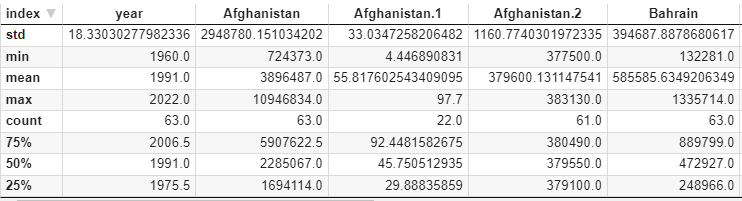 index ▼ year Afghanistan Afghanistan.1 Afghanistan.2 Bahrain
std 18.33030277982336 2948780.151034202 33.0347258206482 1160.7740301972335 394687.8878680617
min 1960.0 724373.0 4.446890831 377500.0 132281.0
mean 1991.0 3896487.0 55.817602543409095 379600.131147541 585585.6349206349
max 2022.0 10946834.0 97.7 383130.0 1335714.0
count 63.0 63.0 22.0 61.0 63.0
75% 2006.5 5907622.5 92.4481582675 380490.0 889799.0
50% 1991.0 2285067.0 45.750512935 379550.0 472927.0
25% 1975.5 1694114.0 29.88835859 379100.0 248966.0